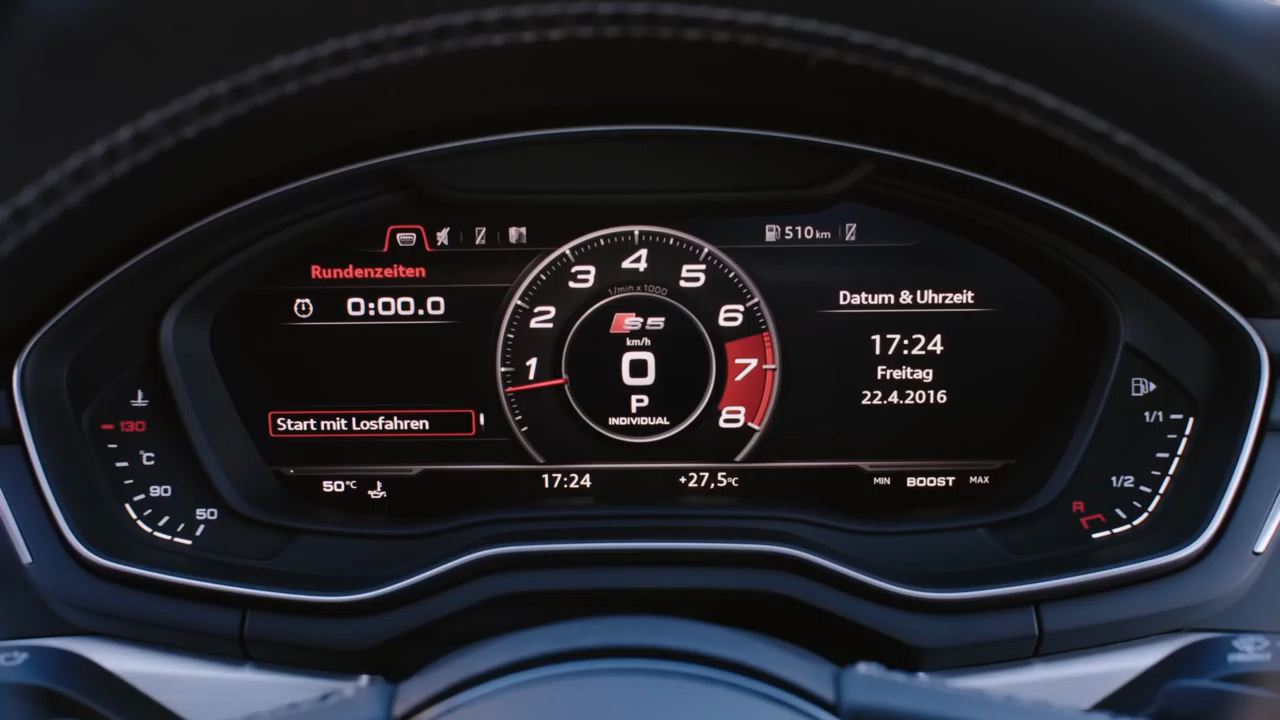 510 km
Rundenzeiten
0:00.0
Start mit Losfahren
1
2
3
4
5
6
7
8
1/min x 1000
S5
km/h
0
P
INDIVIDUAL
Datum & Uhrzeit
17:24
Freitag
22.4.2016
130
°C
90
50
1/1
1/2
R
50°C
17:24
+27,5°C
MIN BOOST MAX